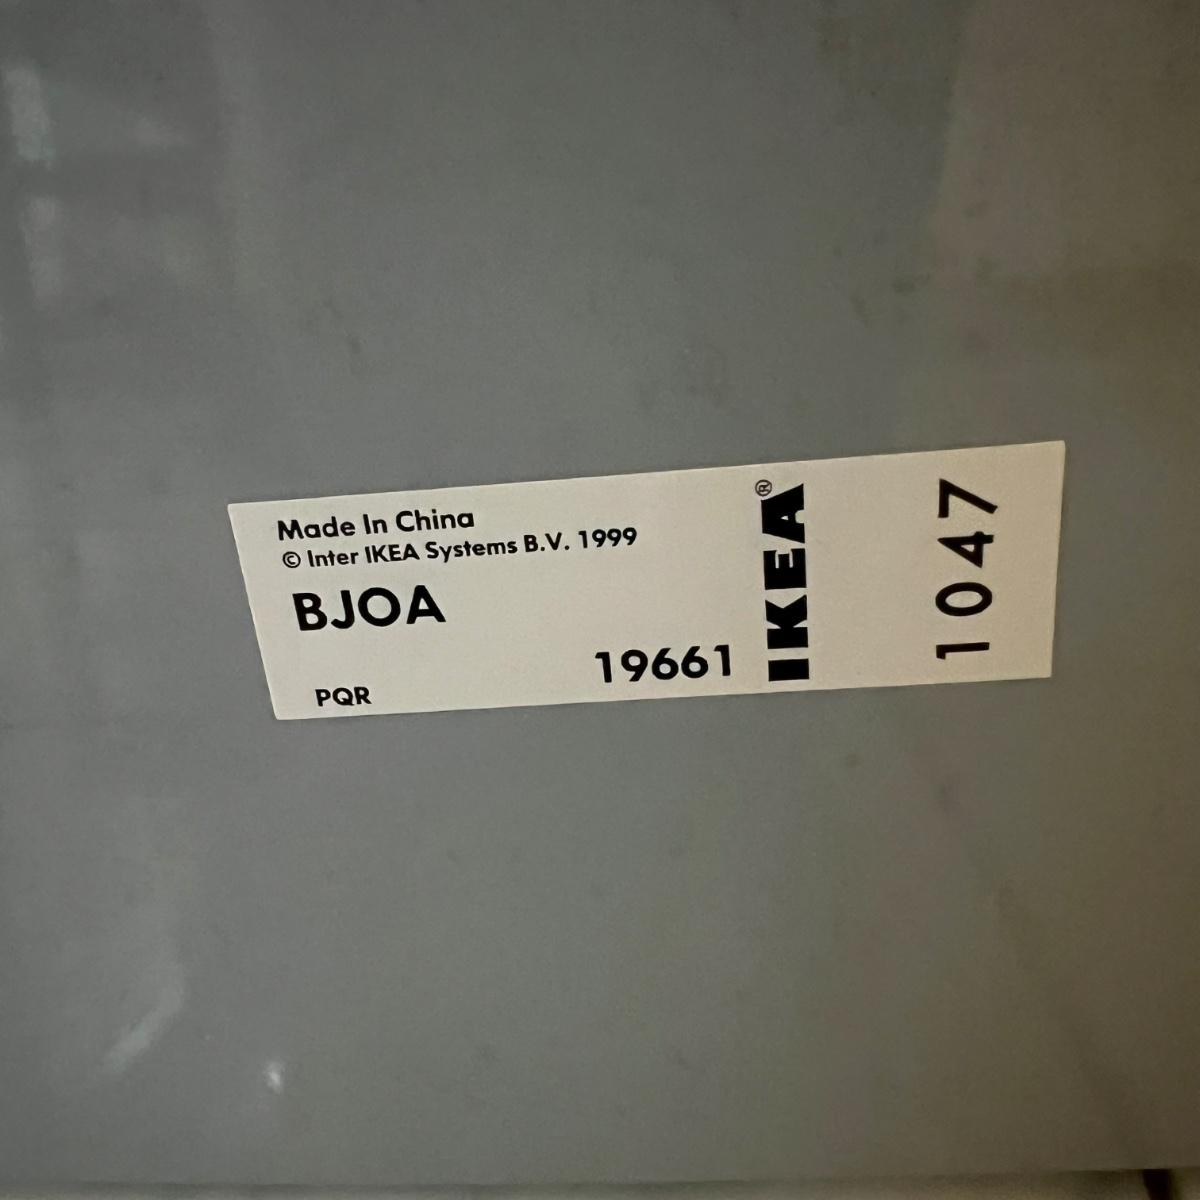 Made In China
© Inter IKEA Systems B.V. 1999
BJOA
19661
PQR
IKEA®
1047